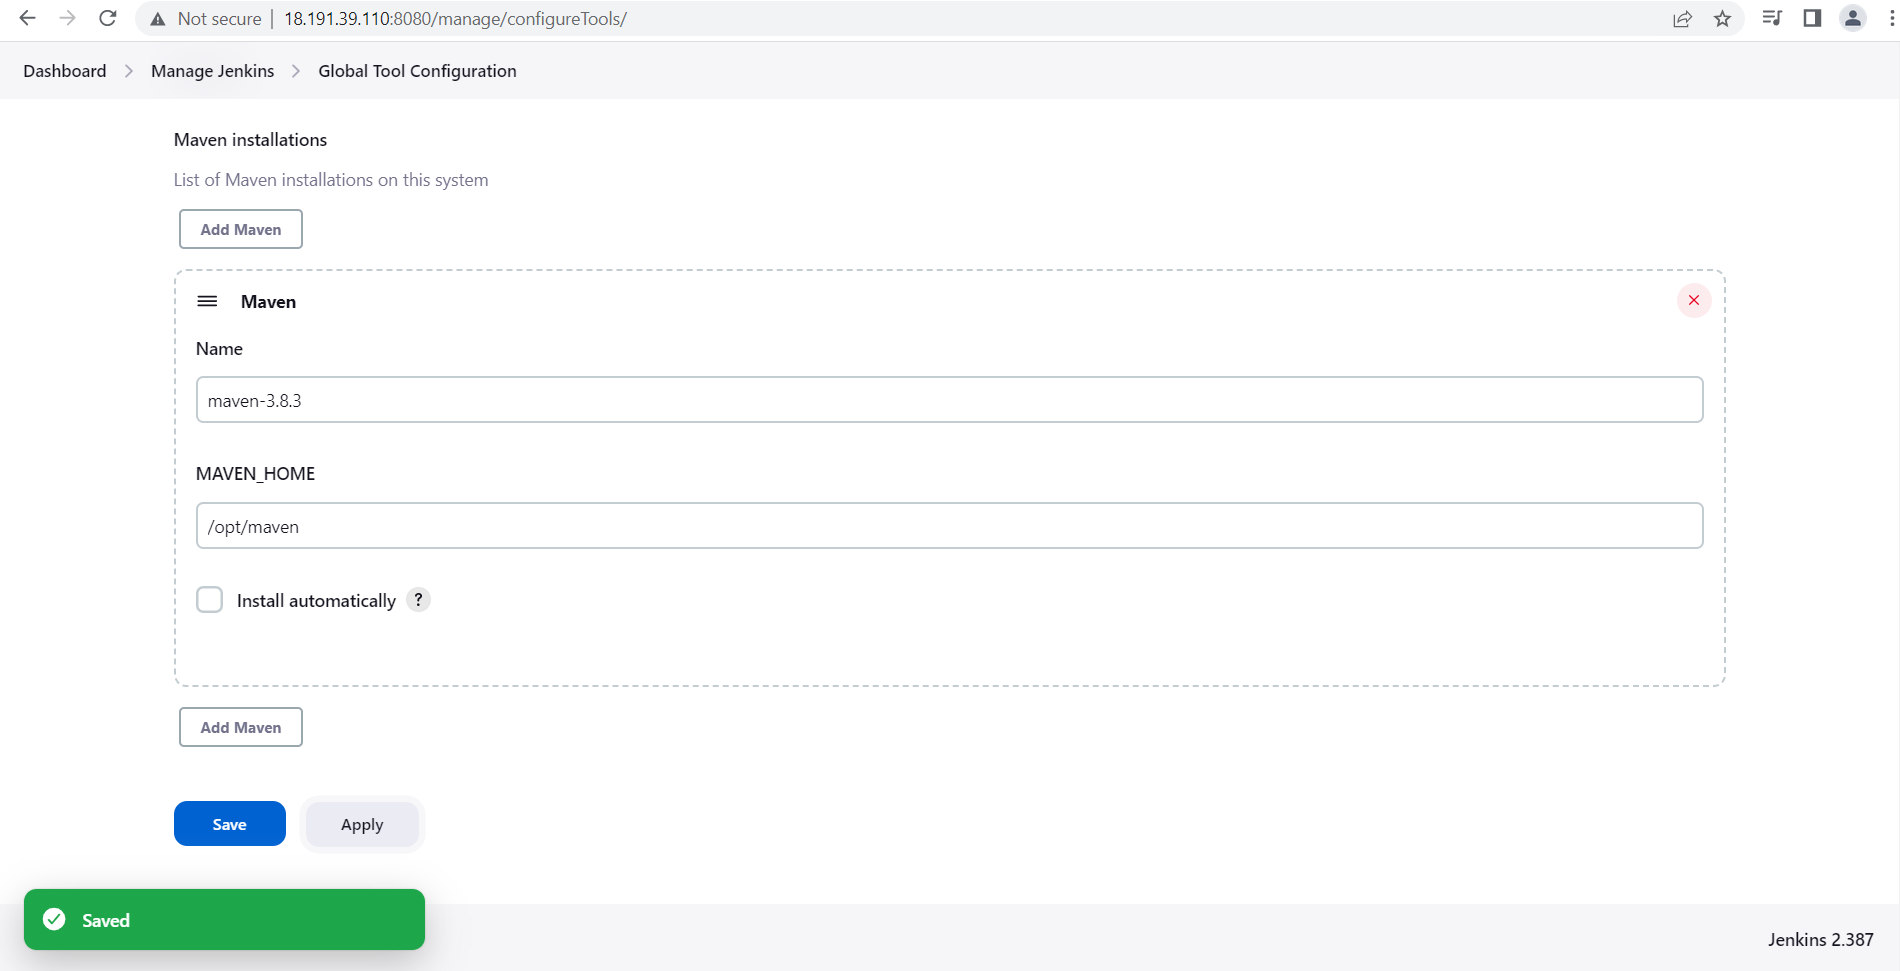 Not secure | 18.191.39.110:8080/manage/configureTools/
Dashboard > Manage Jenkins > Global Tool Configuration
Maven installations
List of Maven installations on this system
Add Maven
Maven
Name
maven-3.8.3
MAVEN_HOME
/opt/maven
Install automatically ?
Add Maven
Save Apply
Saved
Jenkins 2.387